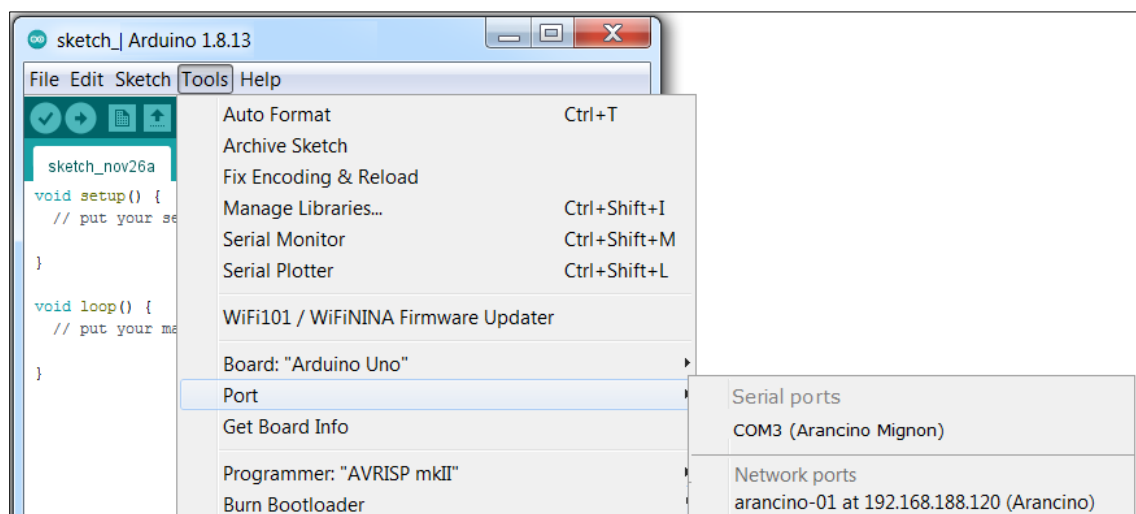 sketch_| Arduino 1.8.13
File Edit Sketch Tools Help
sketch_nov26a
void setup() {
// put your se
}
void loop() {
// put your ma
}
Auto Format Ctrl+T
Archive Sketch
Fix Encoding & Reload
Manage Libraries... Ctrl+Shift+I
Serial Monitor Ctrl+Shift+M
Serial Plotter Ctrl+Shift+L
WiFi101 / WiFiNINA Firmware Updater
Board: "Arduino Uno"
Port
Get Board Info
Programmer: "AVRISP mkII"
Burn Bootloader
Serial ports
COM3 (Arancino Mignon)
Network ports
arancino-01 at 192.168.188.120 (Arancino)